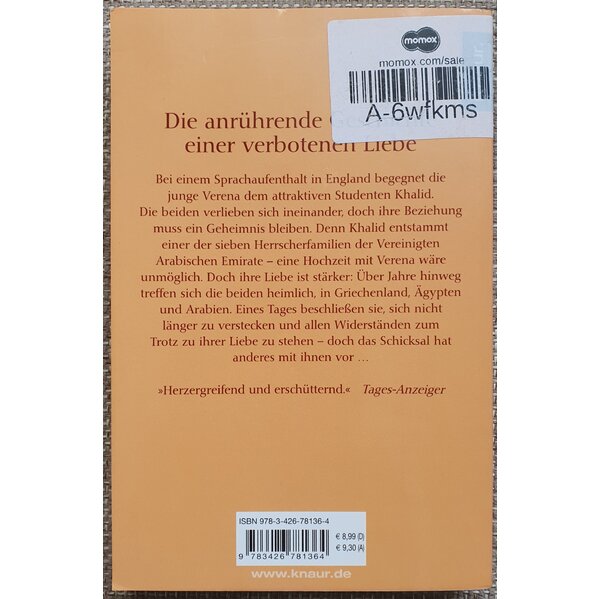 momox
momox.com/sale
A-6wfkms
Die anrührende
einer verbotenen Liebe
Bei einem Sprachaufenthalt in England begegnet die
junge Verena dem attraktiven Studenten Khalid.
Die beiden verlieben sich ineinander, doch ihre Beziehung
muss ein Geheimnis bleiben. Denn Khalid entstammt
einer der sieben Herrscherfamilien der Vereinigten
Arabischen Emirate – eine Hochzeit mit Verena wäre
unmöglich. Doch ihre Liebe ist stärker: Über Jahre hinweg
treffen sich die beiden heimlich, in Griechenland, Ägypten
und Arabien. Eines Tages beschließen sie, sich nicht
länger zu verstecken und allen Widerständen zum
Trotz zu ihrer Liebe zu stehen – doch das Schicksal hat
anderes mit ihnen vor …
»Herzergreifend und erschütternd.« Tages-Anzeiger
ISBN 978-3-426-78136-4
€ 8,99 (D)
€ 9,30 (A)
9 783426 781364
www.knaur.de